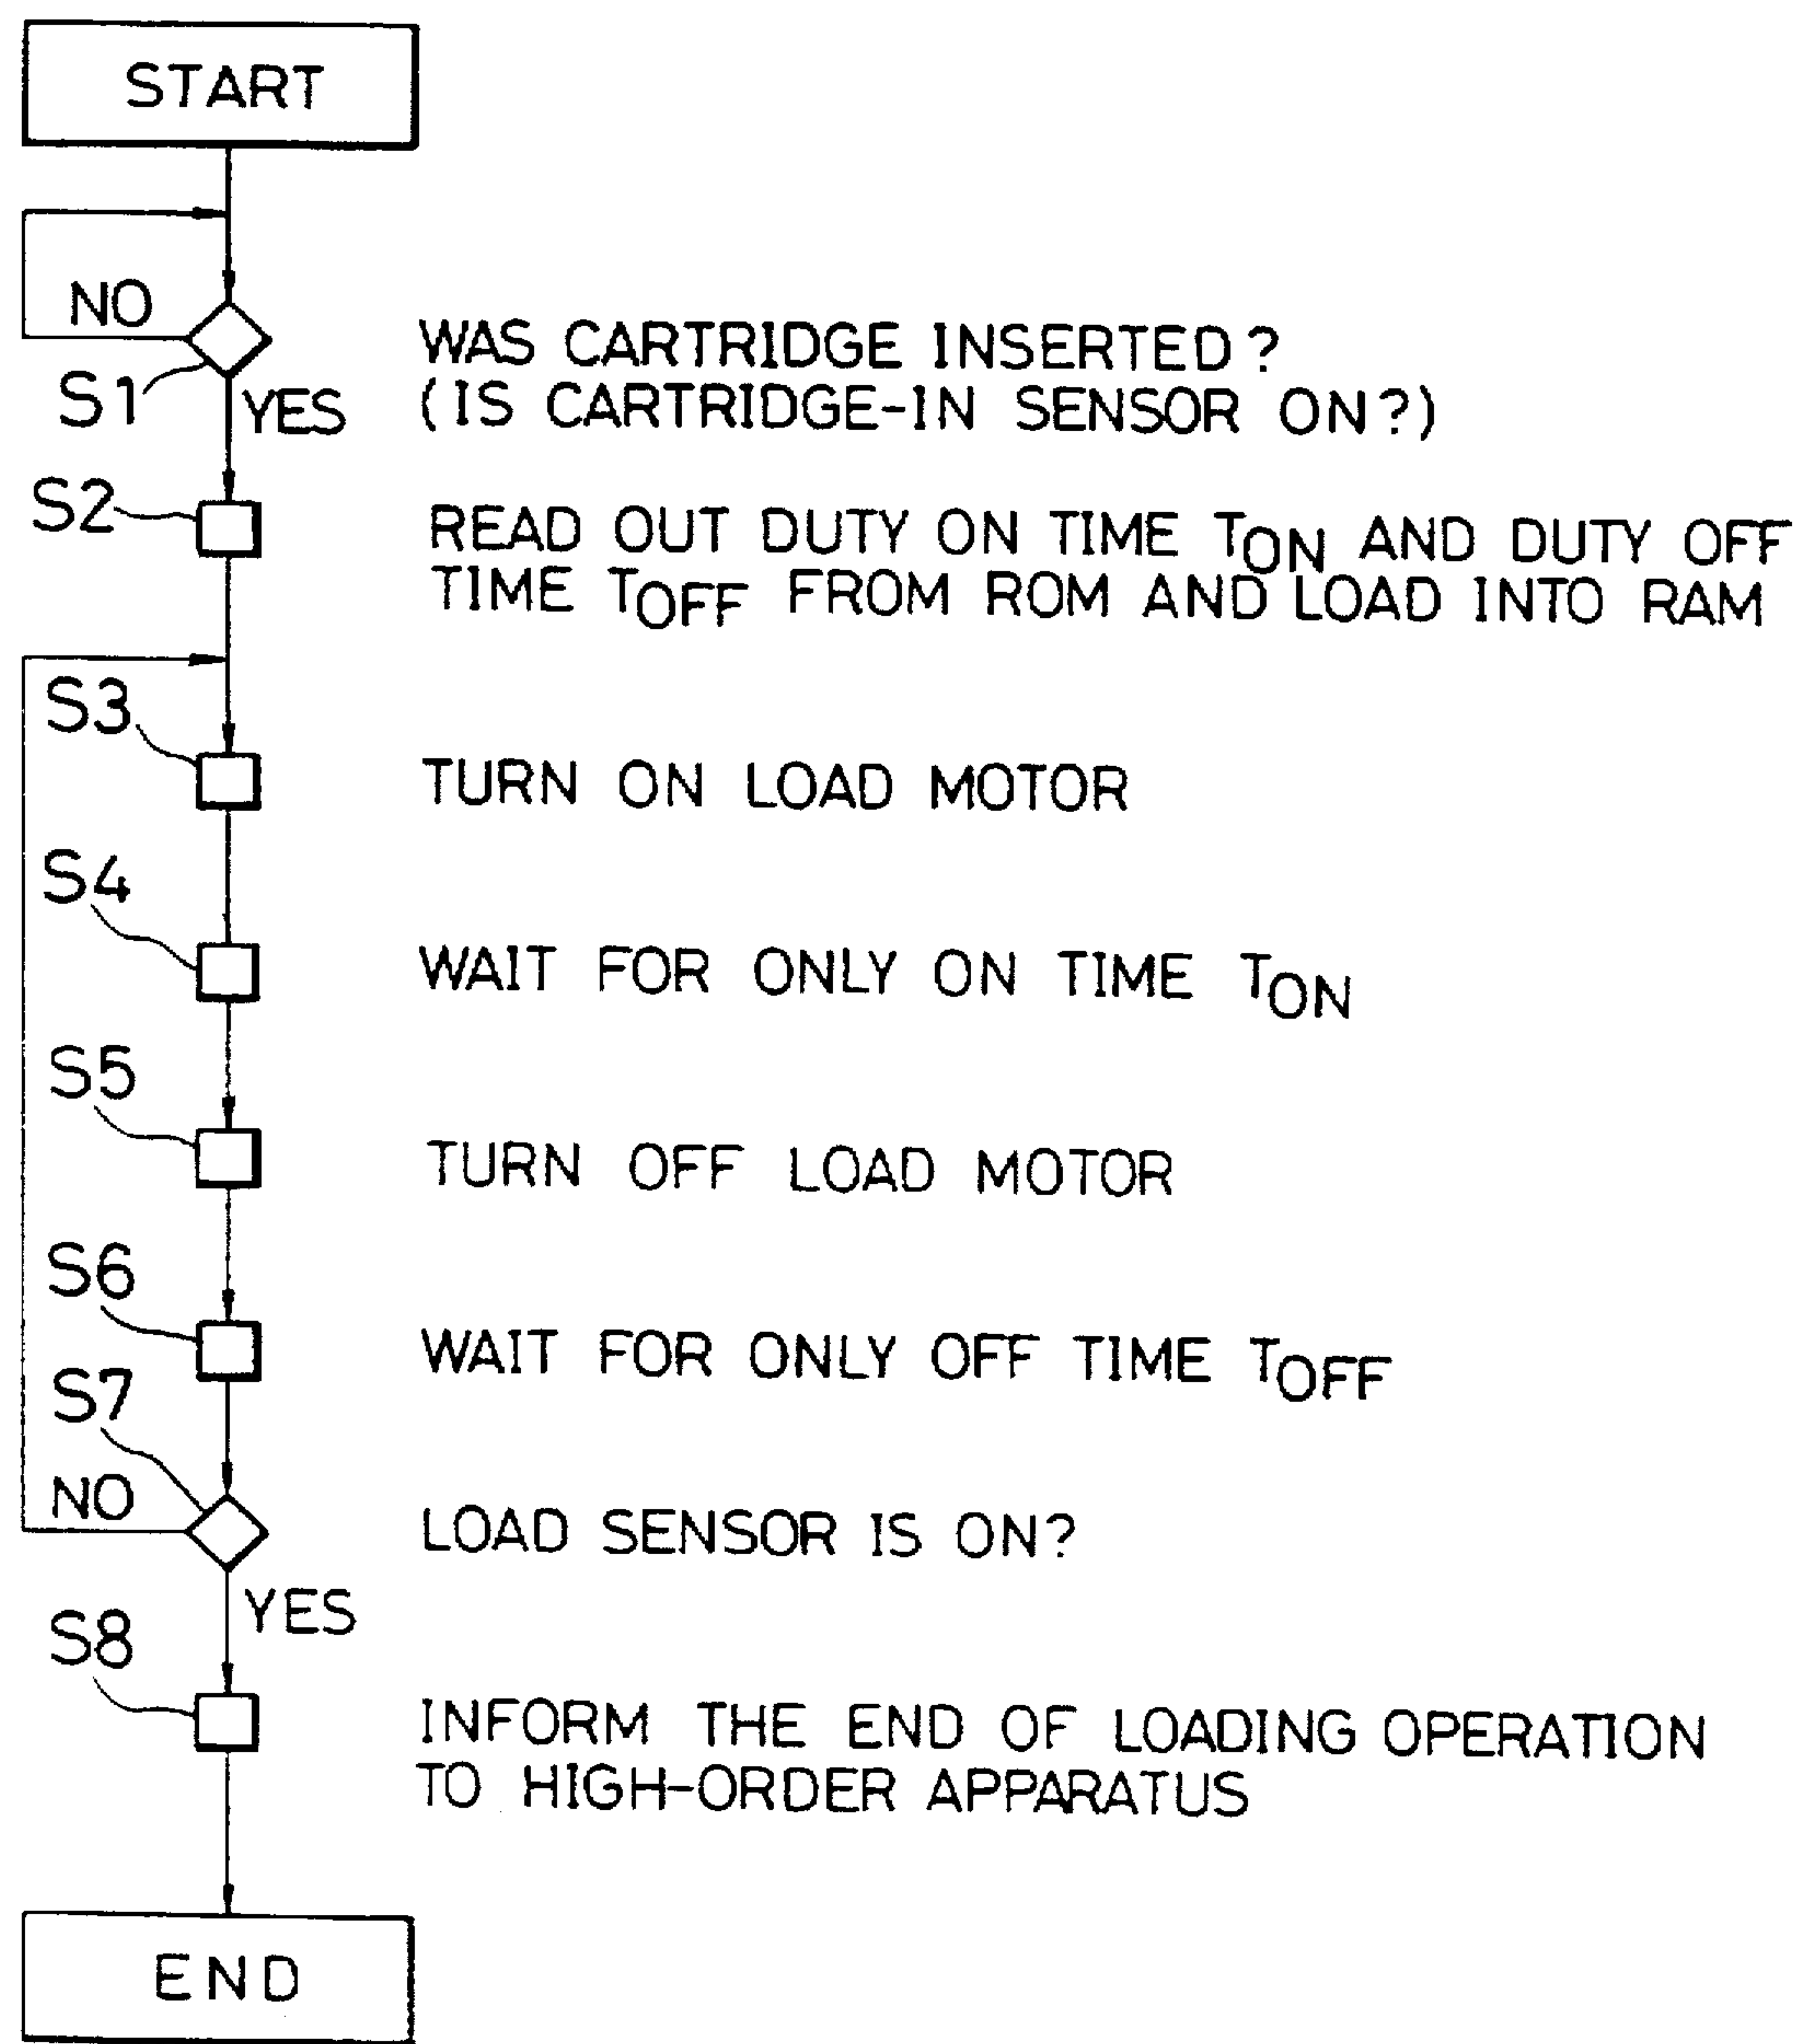 START
NO
S1
YES
WAS CARTRIDGE INSERTED?
(IS CARTRIDGE-IN SENSOR ON?)
S2
READ OUT DUTY ON TIME TON AND DUTY OFF
TIME TOFF FROM ROM AND LOAD INTO RAM
S3
TURN ON LOAD MOTOR
S4
WAIT FOR ONLY ON TIME TON
S5
TURN OFF LOAD MOTOR
S6
WAIT FOR ONLY OFF TIME TOFF
S7
NO
LOAD SENSOR IS ON?
YES
S8
INFORM THE END OF LOADING OPERATION
TO HIGH-ORDER APPARATUS
END